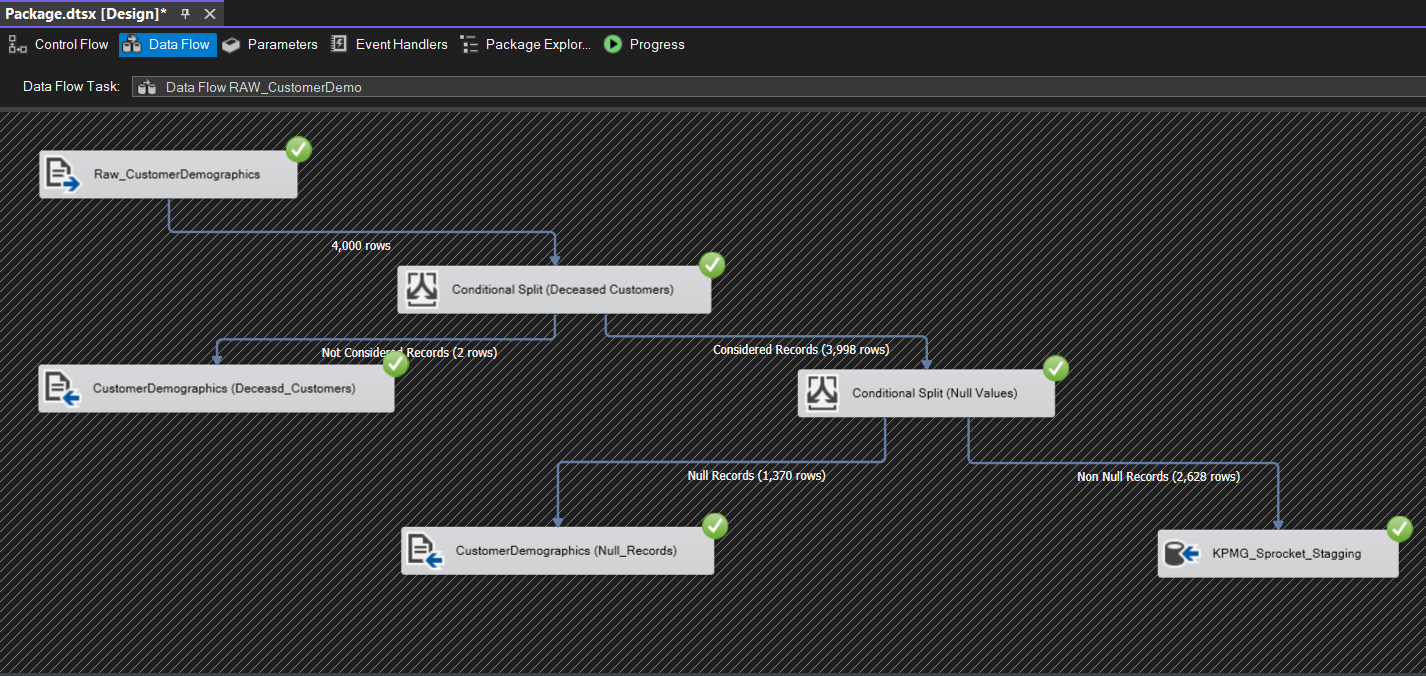 Package.dtsx [Design]*
Control Flow Data Flow Parameters Event Handlers Package Explor... Progress
Data Flow Task: Data Flow RAW_CustomerDemo
Raw_CustomerDemographics
4,000 rows
Conditional Split (Deceased Customers)
Not Considered Records (2 rows)
Considered Records (3,998 rows)
CustomerDemographics (Deceasd_Customers)
Conditional Split (Null Values)
Null Records (1,370 rows)
Non Null Records (2,628 rows)
CustomerDemographics (Null_Records)
KPMG_Sprocket_Stagging